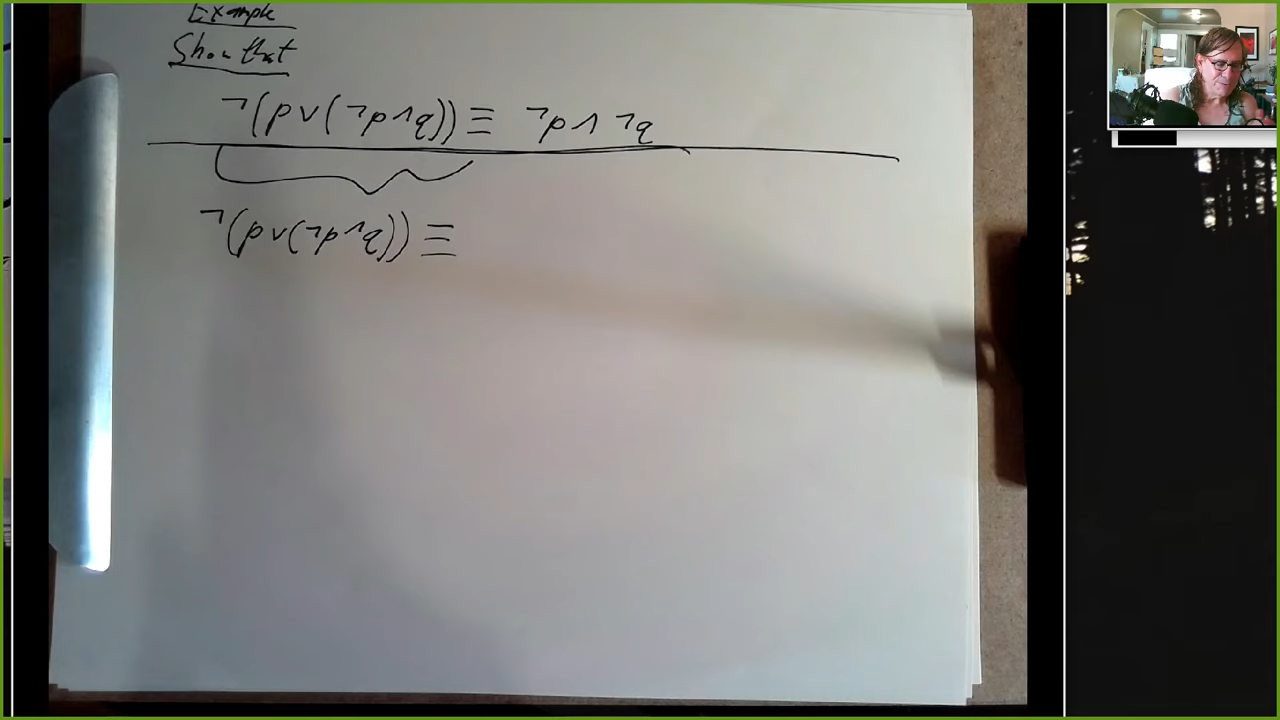 Example
Show that
¬(p∨(¬p∧q))≡ ¬p∧¬q
¬(p∨(¬p∧q))≡